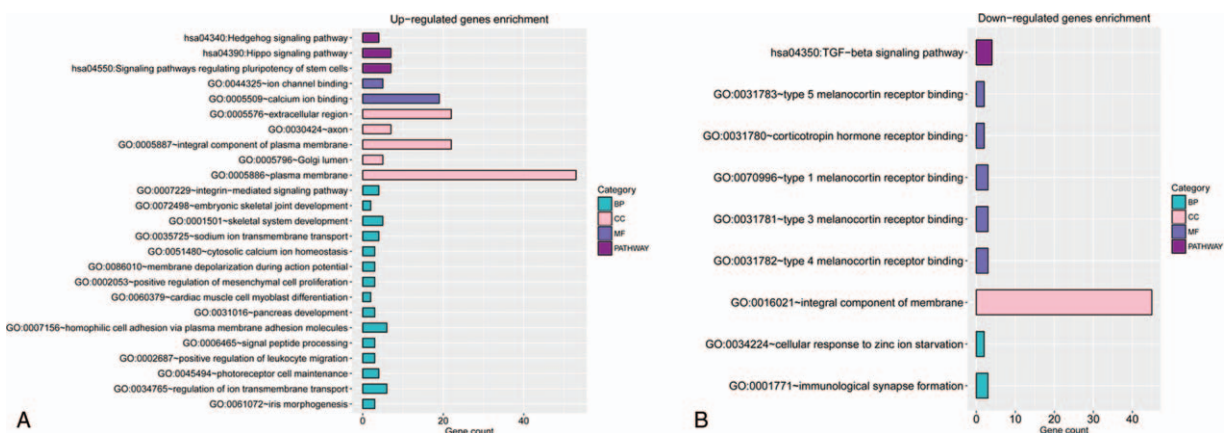 Up-regulated genes enrichment
hsa04340:Hedgehog signaling pathway
hsa04390:Hippo signaling pathway
hsa04550:Signaling pathways regulating pluripotency of stem cells
GO:0044325~ion channel binding
GO:0005509~calcium ion binding
GO:0005576~extracellular region
GO:0030424~axon
GO:0005887~integral component of plasma membrane
GO:0005796~Golgi lumen
GO:0005886~plasma membrane
GO:0007229~integrin-mediated signaling pathway
GO:0072498~embryonic skeletal joint development
GO:0001501~skeletal system development
GO:0035725~sodium ion transmembrane transport
GO:0051480~cytosolic calcium ion homeostasis
GO:0086010~membrane depolarization during action potential
GO:0002053~positive regulation of mesenchymal cell proliferation
GO:0060379~cardiac muscle cell myoblast differentiation
GO:0031016~pancreas development
GO:0007156~homophilic cell adhesion via plasma membrane adhesion molecules
GO:0006465~signal peptide processing
GO:0002687~positive regulation of leukocyte migration
GO:0045494~photoreceptor cell maintenance
GO:0034765~regulation of ion transmembrane transport
GO:0061072~iris morphogenesis
0 20 40
Gene count
Category
BP
CC
MF
PATHWAY
A
Down-regulated genes enrichment
hsa04350:TGF-beta signaling pathway
GO:0031783~type 5 melanocortin receptor binding
GO:0031780~corticotropin hormone receptor binding
GO:0070996~type 1 melanocortin receptor binding
GO:0031781~type 3 melanocortin receptor binding
GO:0031782~type 4 melanocortin receptor binding
GO:0016021~integral component of membrane
GO:0034224~cellular response to zinc ion starvation
GO:0001771~immunological synapse formation
0 10 20 30 40
Gene count
Category
BP
CC
MF
PATHWAY
B